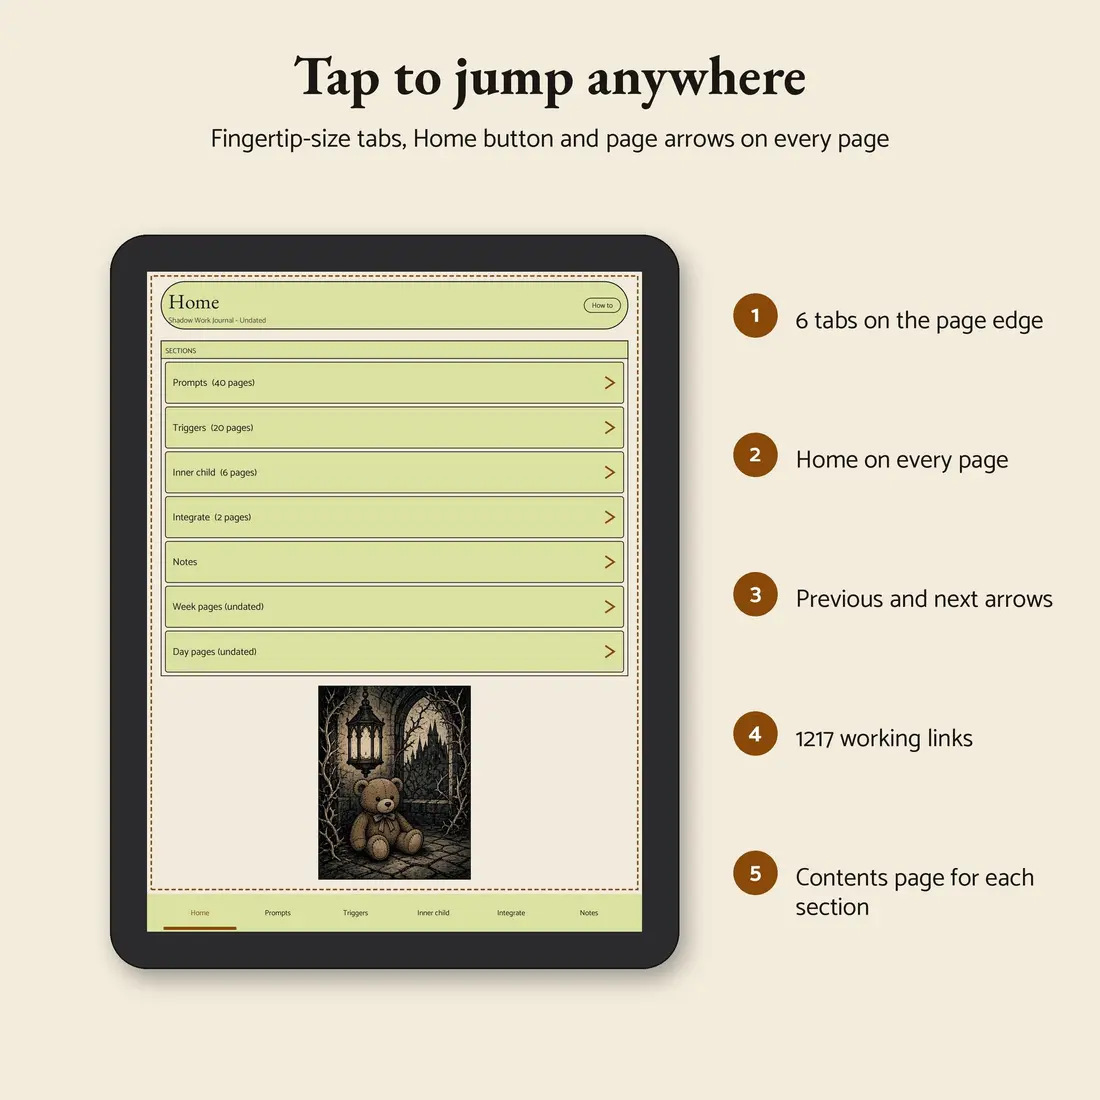 Tap to jump anywhere
Fingertip-size tabs, Home button and page arrows on every page
Home
Shadow Work Journal - Undated
How to
SECTIONS
Prompts (40 pages)
Triggers (20 pages)
Inner child (6 pages)
Integrate (2 pages)
Notes
Week pages (undated)
Day pages (undated)
Home
Prompts
Triggers
Inner child
Integrate
Notes
1
6 tabs on the page edge
2
Home on every page
3
Previous and next arrows
4
1217 working links
5
Contents page for each
section